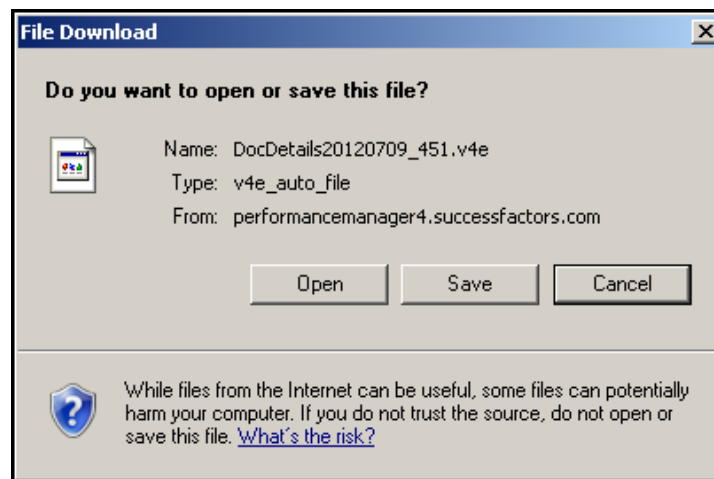 File Download
Do you want to open or save this file?
Name: DocDetails20120709_451.v4e
Type: v4e_auto_file
From: performancemanager4.successfactors.com
Open Save Cancel
While files from the Internet can be useful, some files can potentially
harm your computer. If you do not trust the source, do not open or
save this file. What's the risk?